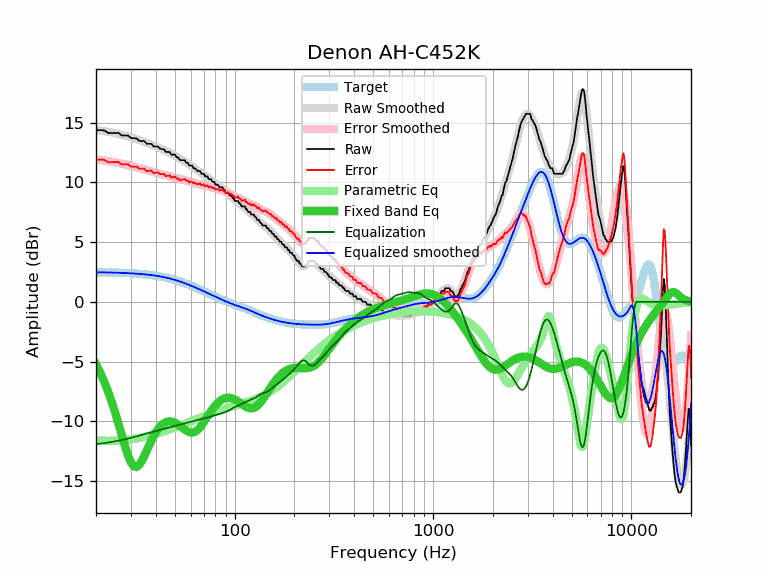 Denon AH-C452K
Target
Raw Smoothed
Error Smoothed
Raw
Error
Parametric Eq
Fixed Band Eq
Equalization
Equalized smoothed
Amplitude (dBr)
15
10
5
0
−5
−10
−15
100
1000
10000
Frequency (Hz)